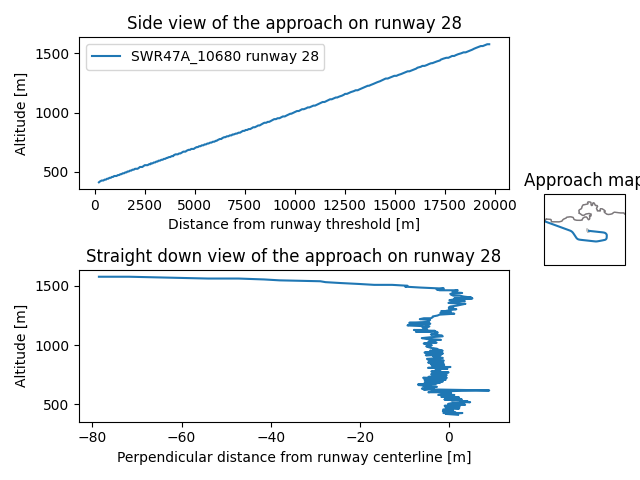 Side view of the approach on runway 28
1500
1000
500
Altitude [m]
SWR47A_10680 runway 28
0 2500 5000 7500 10000 12500 15000 17500 20000
Distance from runway threshold [m]
Approach map
Straight down view of the approach on runway 28
1500
1000
500
Altitude [m]
−80 −60 −40 −20 0
Perpendicular distance from runway centerline [m]